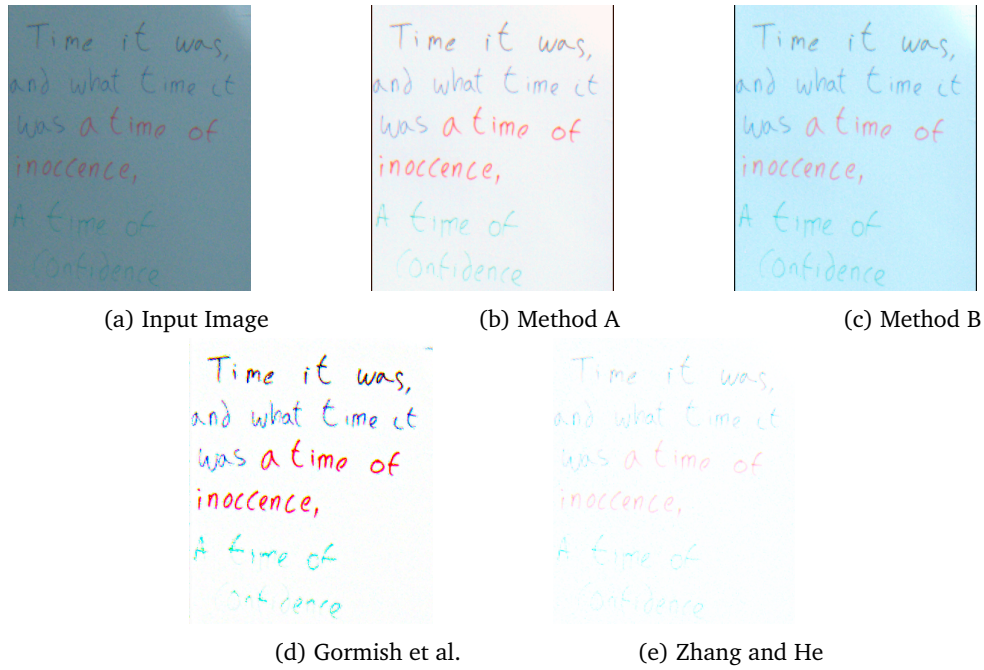 Time it was,
and what time it
was a time of
inoccence,
A time of
Confidence
(a) Input Image
Time it was,
and what time it
was a time of
inoccence,
A time of
Confidence
(b) Method A
Time it was,
and what time it
was a time of
inoccence,
A time of
Confidence
(c) Method B
Time it was,
and what time it
was a time of
inoccence,
A time of
Confidence
(d) Gormish et al.
Time it was,
and what time it
was a time of
inoccence,
A time of
Confidence
(e) Zhang and He